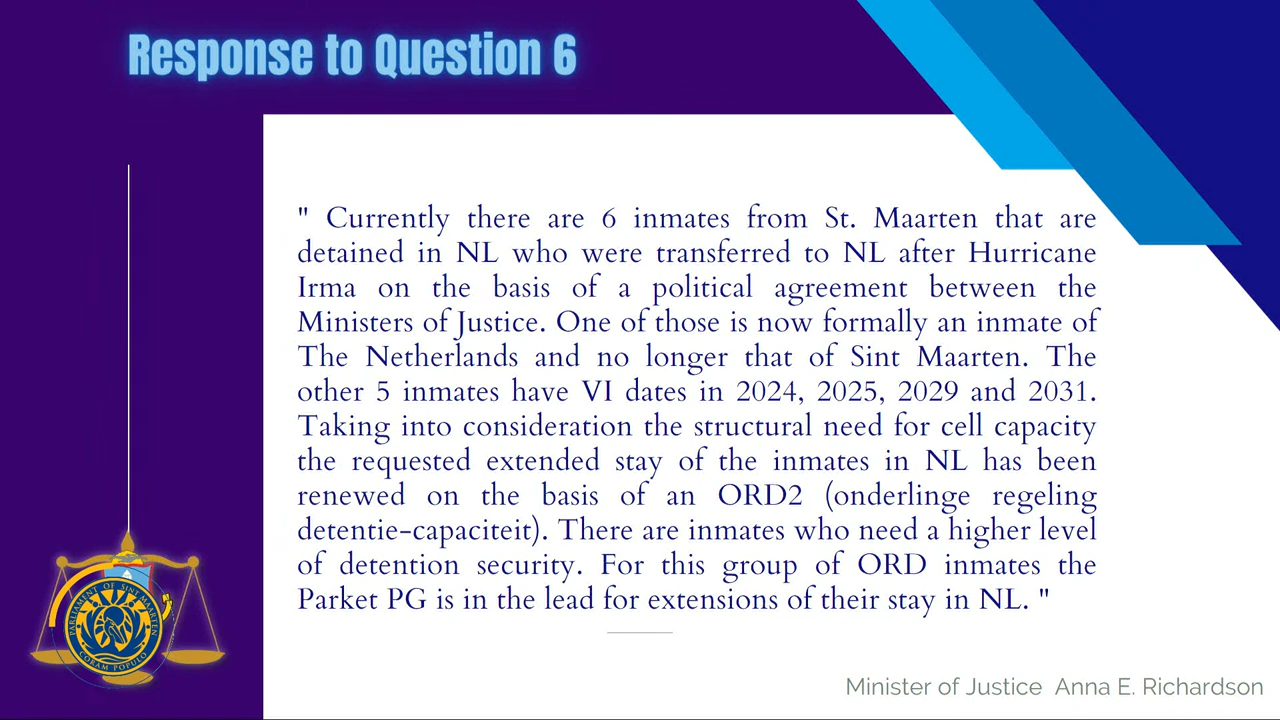 Response to Question 6
" Currently there are 6 inmates from St. Maarten that are
detained in NL who were transferred to NL after Hurricane
Irma on the basis of a political agreement between the
Ministers of Justice. One of those is now formally an inmate of
The Netherlands and no longer that of Sint Maarten. The
other 5 inmates have VI dates in 2024, 2025, 2029 and 2031.
Taking into consideration the structural need for cell capacity
the requested extended stay of the inmates in NL has been
renewed on the basis of an ORD2 (onderlinge regeling
detentie-capaciteit). There are inmates who need a higher level
of detention security. For this group of ORD inmates the
Parket PG is in the lead for extensions of their stay in NL. "
PARLIAMENT OF SINT MAARTEN
CORAM POPULO
Minister of Justice Anna E. Richardson